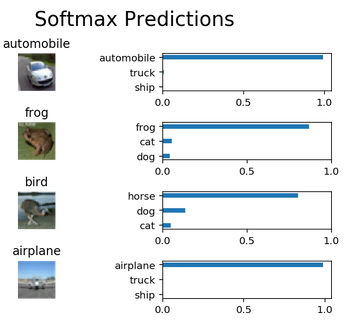 Softmax Predictions
automobile
automobile
truck
ship
0.0 0.5 1.0
frog
frog
cat
dog
0.0 0.5 1.0
bird
horse
dog
cat
0.0 0.5 1.0
airplane
airplane
truck
ship
0.0 0.5 1.0